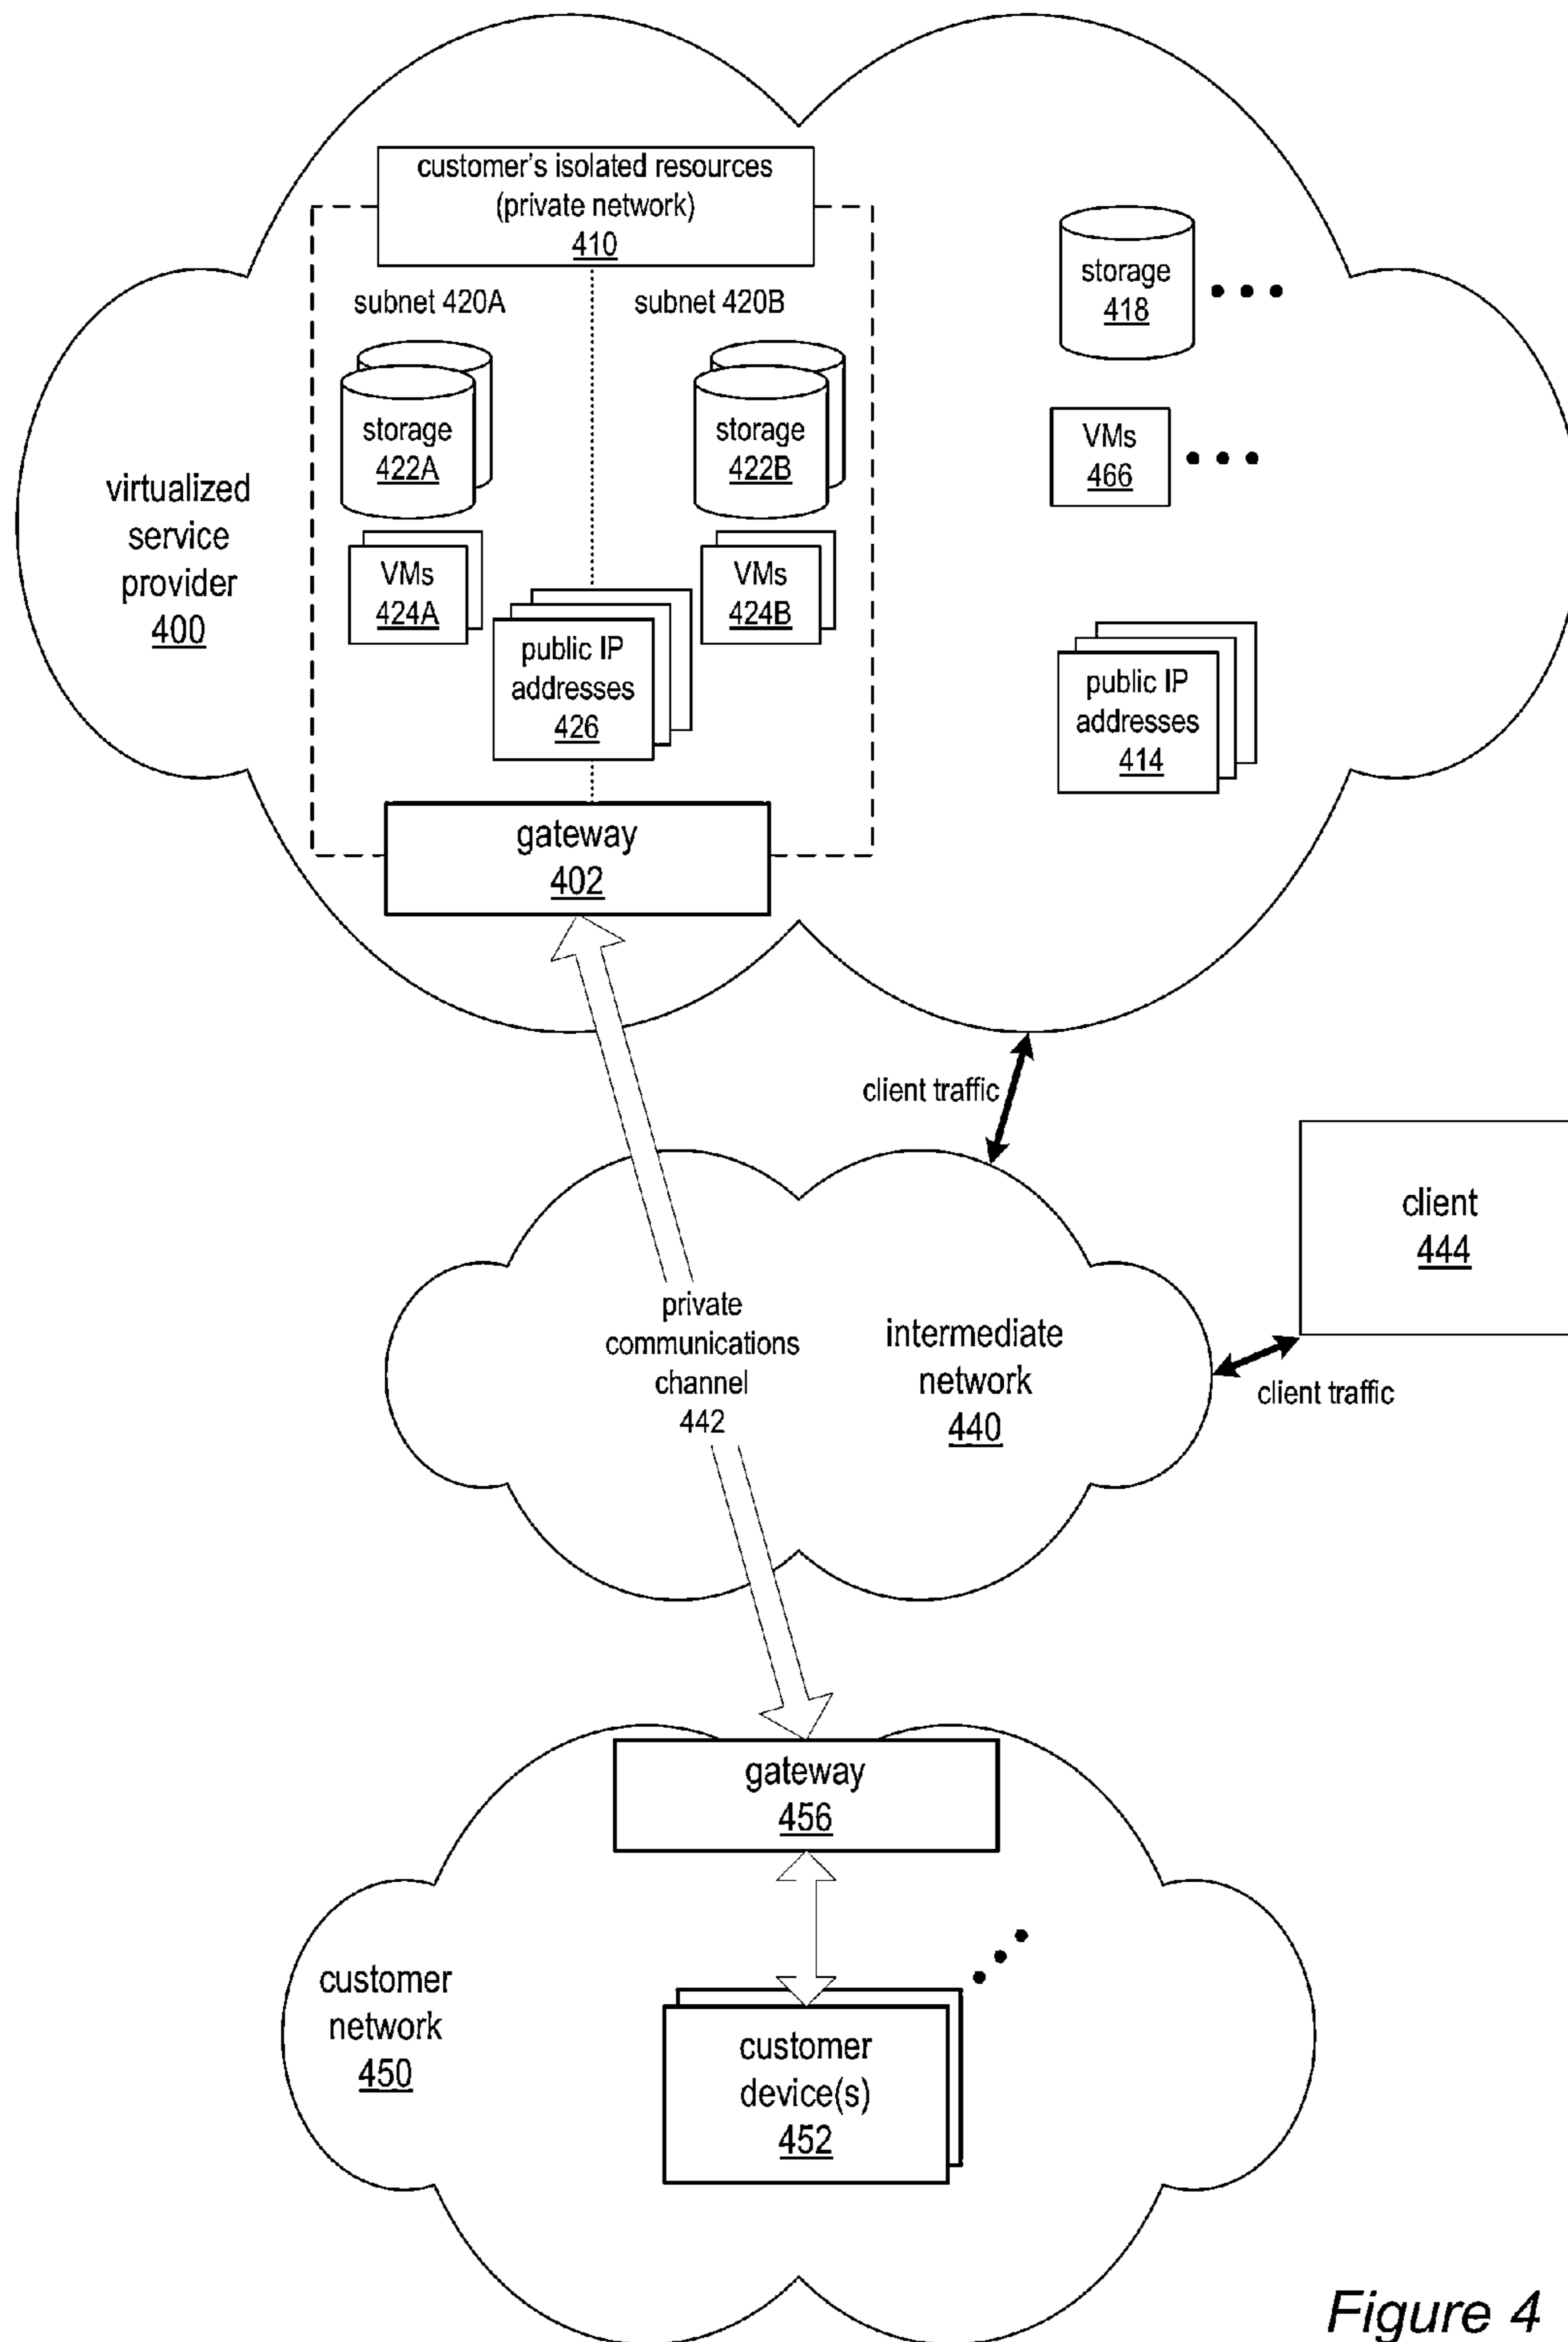 customer's isolated resources
(private network)
410
subnet 420A
subnet 420B
storage
418
storage
422A
storage
422B
VMs
466
virtualized
service
provider
400
VMs
424A
VMs
424B
public IP
addresses
426
public IP
addresses
414
gateway
402
client traffic
client
444
private
communications
channel
442
intermediate
network
440
client traffic
gateway
456
customer
network
450
customer
device(s)
452
Figure 4